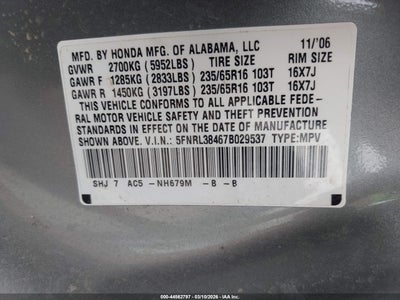 MFD. BY HONDA MFG. OF ALABAMA, LLC 11/'06
GVWR 2700KG (5952LBS) TIRE SIZE RIM SIZE
GAWR F 1285KG (2833LBS) 235/65R16 103T 16X7J
GAWR R 1450KG (3197LBS) 235/65R16 103T 16X7J
THIS VEHICLE CONFORMS TO ALL APPLICABLE FEDE-
RAL MOTOR VEHICLE SAFETY AND THEFT PREVENTION
STANDARDS IN EFFECT ON THE DATE OF MANUFACTURE
SHOWN ABOVE. V.I.N.: 5FNRL38467B029537 TYPE:MPV
SHJ 7 AC5 -NH679M -B -B
000-44562797 - 03/10/2026 - IAA Inc.